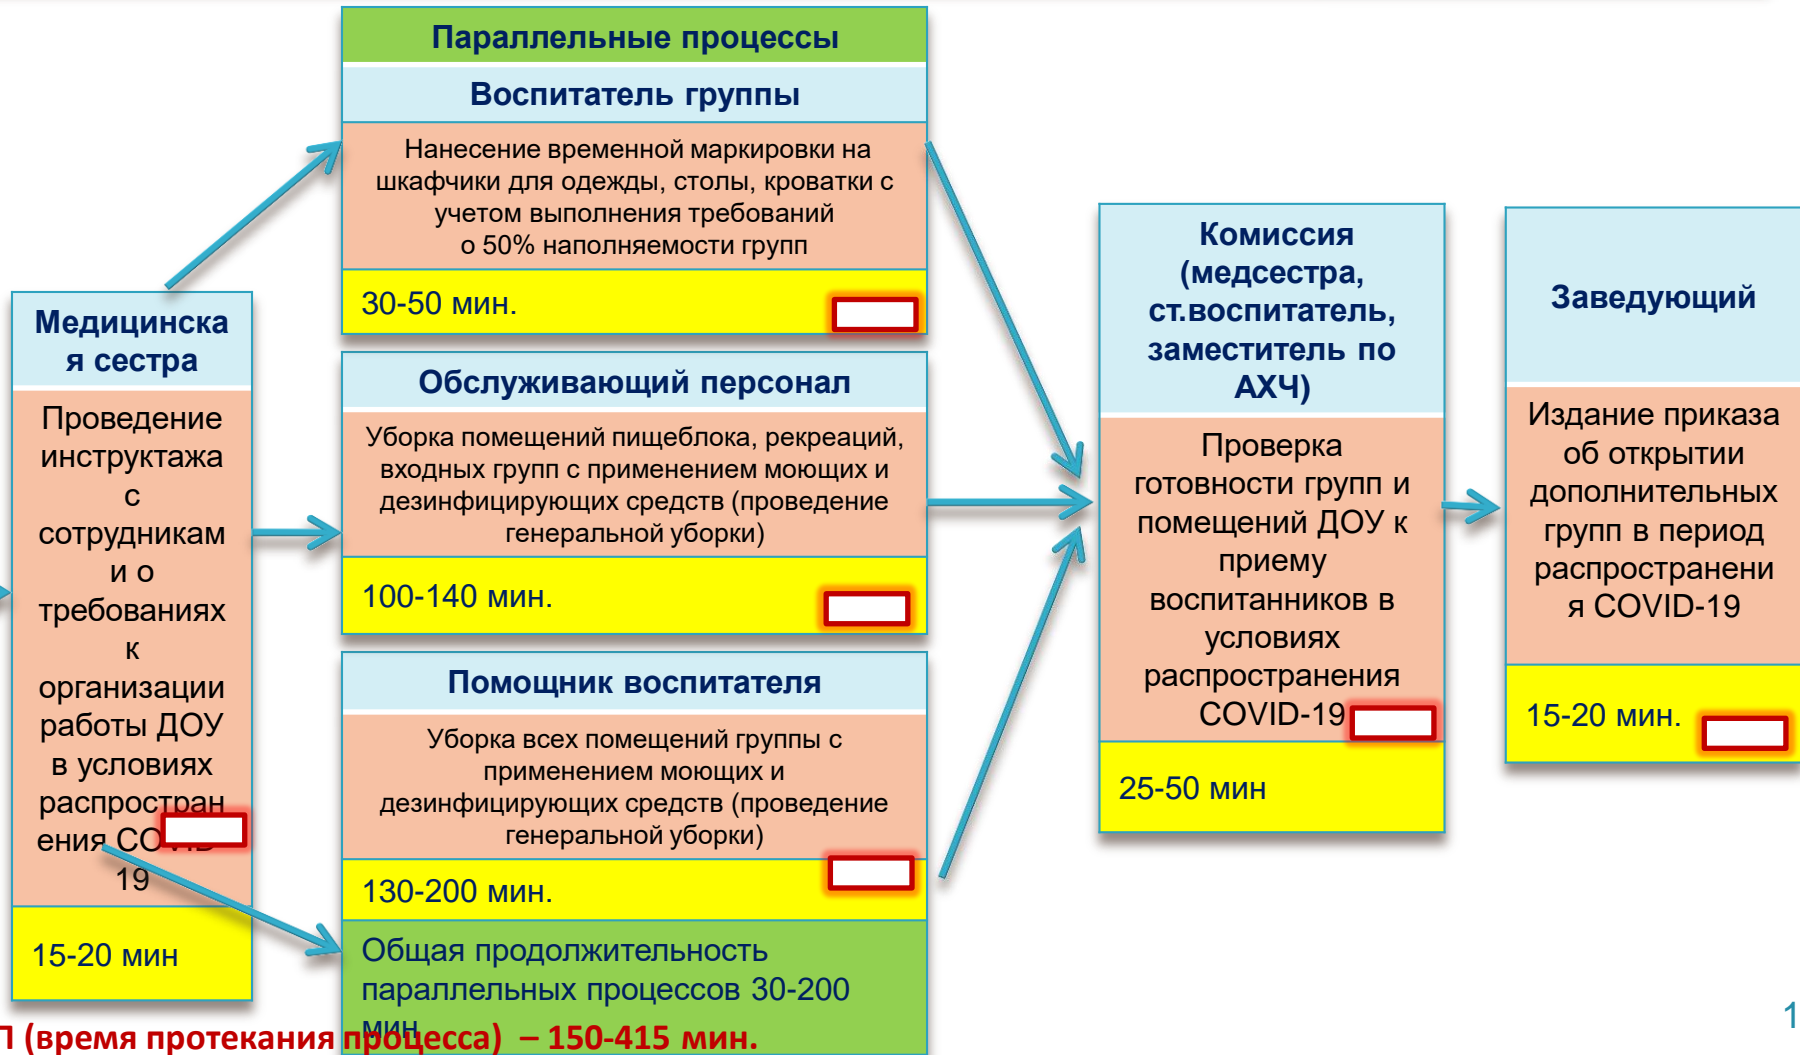 Параллельные процессы
Воспитатель группы
Нанесение временной маркировки на
шкафчики для одежды, столы, кроватки с
учетом выполнения требований
о 50% наполняемости групп
30-50 мин.
Медицинска
я сестра
Проведение
инструктажа
с
сотрудникам
и о
требованиях
к
организации
работы ДОУ
в условиях
распростран
ения COVID-
19
15-20 мин
Обслуживающий персонал
Уборка помещений пищеблока, рекреаций,
входных групп с применением моющих и
дезинфицирующих средств (проведение
генеральной уборки)
100-140 мин.
Помощник воспитателя
Уборка всех помещений группы с
применением моющих и
дезинфицирующих средств (проведение
генеральной уборки)
130-200 мин.
Общая продолжительность
параллельных процессов 30-200
мин
Комиссия
(медсестра,
ст.воспитатель,
заместитель по
АХЧ)
Проверка
готовности групп и
помещений ДОУ к
приему
воспитанников в
условиях
распространения
COVID-19
25-50 мин
Заведующий
Издание приказа
об открытии
дополнительных
групп в период
распространени
я COVID-19
15-20 мин.
П (время протекания процесса) – 150-415 мин.
1